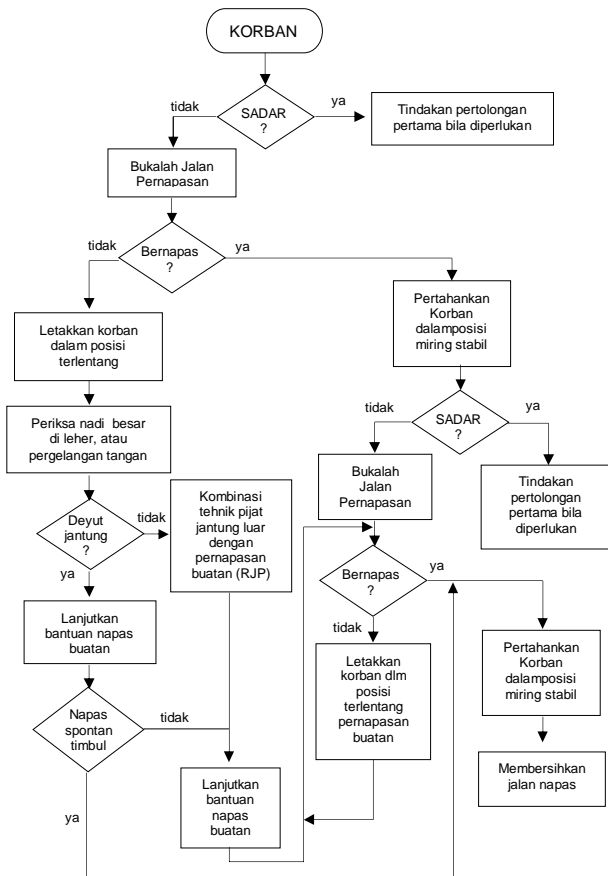 KORBAN
tidak
SADAR
?
ya
Tindakan pertolongan
pertama bila diperlukan
Bukalah Jalan
Pernapasan
tidak
Bernapas
?
ya
Letakkan korban
dalam posisi
terlentang
Pertahankan
Korban
dalamposisi
miring stabil
Periksa nadi besar
di leher, atau
pergelangan tangan
tidak
SADAR
?
ya
Bukalah
Jalan
Pernapasan
Tindakan
pertolongan
pertama bila
diperlukan
Deyut
jantung
?
tidak
Kombinasi
tehnik pijat
jantung luar
dengan
pernapasan
buatan (RJP)
ya
Bernapas
?
ya
tidak
Lanjutkan
bantuan napas
buatan
Letakkan
korban dlm
posisi
terlentang
pernapasan
buatan
Pertahankan
Korban
dalamposisi
miring stabil
Napas
spontan
timbul
tidak
ya
Lanjutkan
bantuan
napas
buatan
Membersihkan
jalan napas